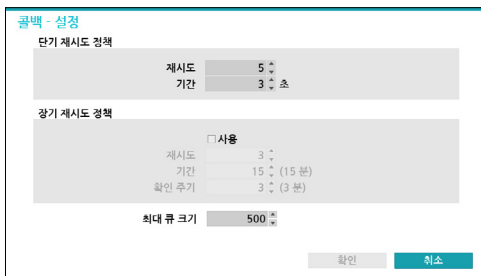 콜백 - 설정
단기 재시도 정책
재시도 5
기간 3 초
장기 재시도 정책
사용
재시도 3
기간 15 (15 분)
확인 주기 3 (3 분)
최대 큐 크기 500
확인 취소